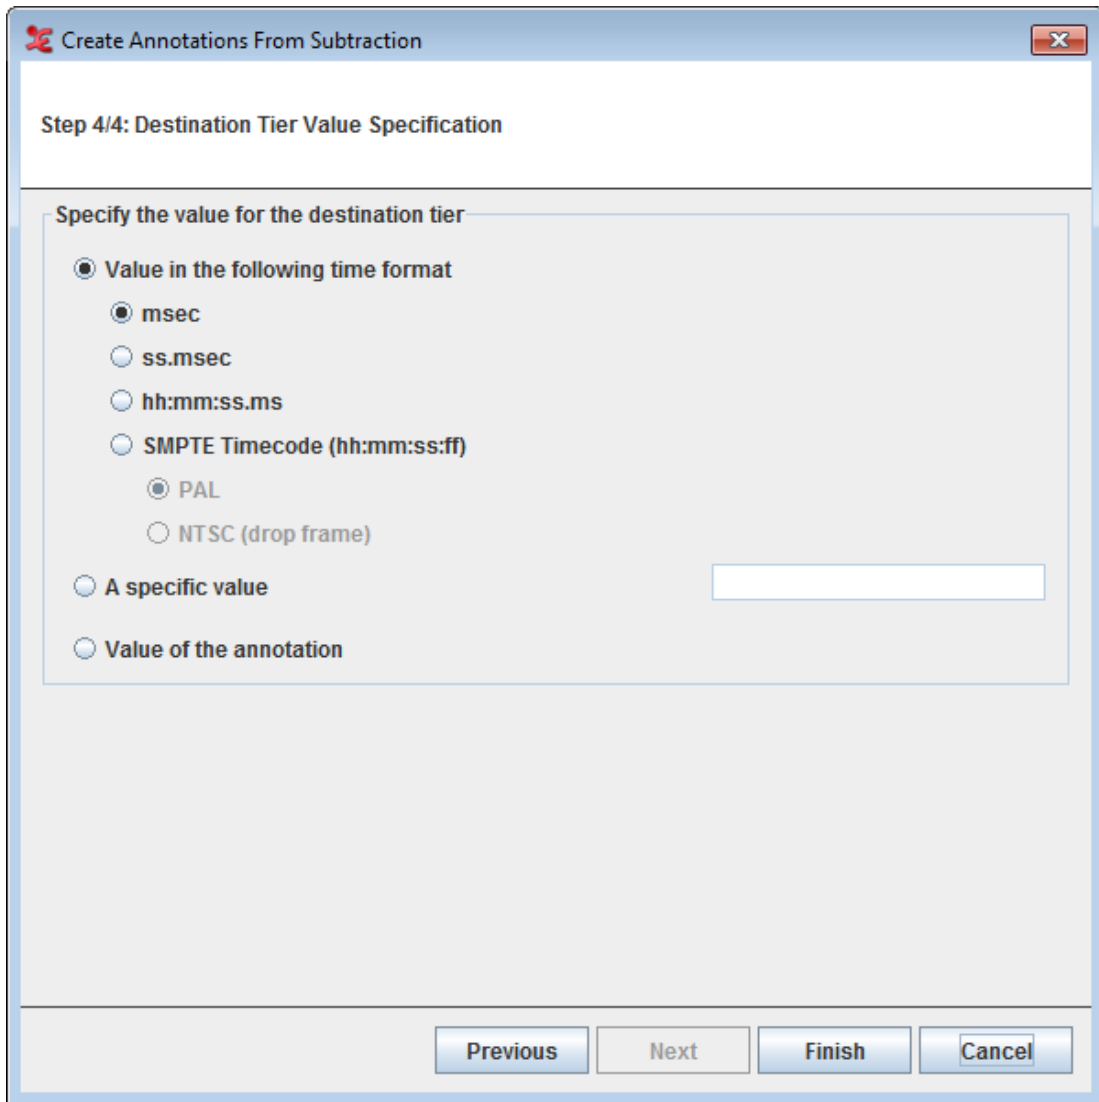 Create Annotations From Subtraction
Step 4/4: Destination Tier Value Specification
Specify the value for the destination tier
Value in the following time format
msec
ss.msec
hh:mm:ss.ms
SMPTE Timecode (hh:mm:ss:ff)
PAL
NTSC (drop frame)
A specific value
Value of the annotation
Previous Next Finish Cancel